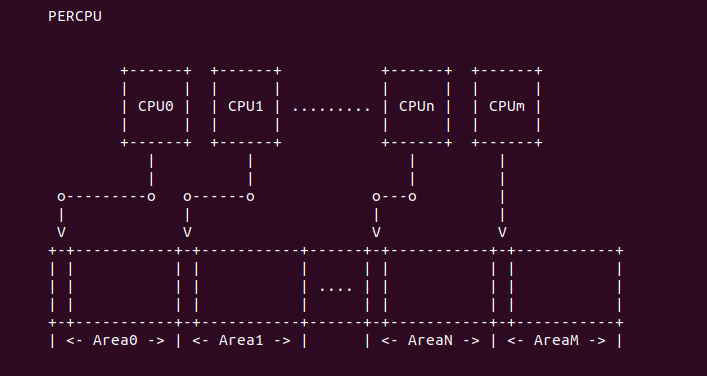 PERCPU
CPU0 CPU1 ......... CPUn CPUm
....
<- Area0 -> <- Area1 -> <- AreaN -> <- AreaM ->